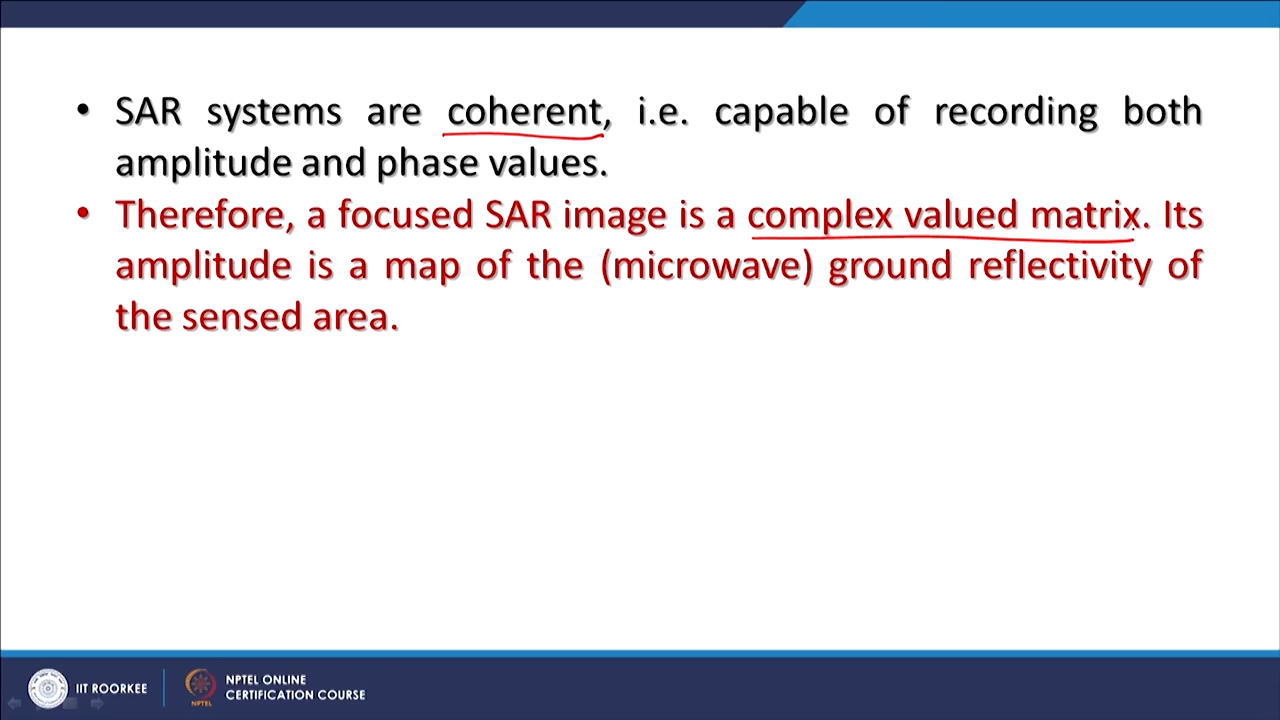 • SAR systems are coherent, i.e. capable of recording both
amplitude and phase values.
• Therefore, a focused SAR image is a complex valued matrix. Its
amplitude is a map of the (microwave) ground reflectivity of
the sensed area.
IIT ROORKEE
NPTEL
NPTEL ONLINE
CERTIFICATION COURSE